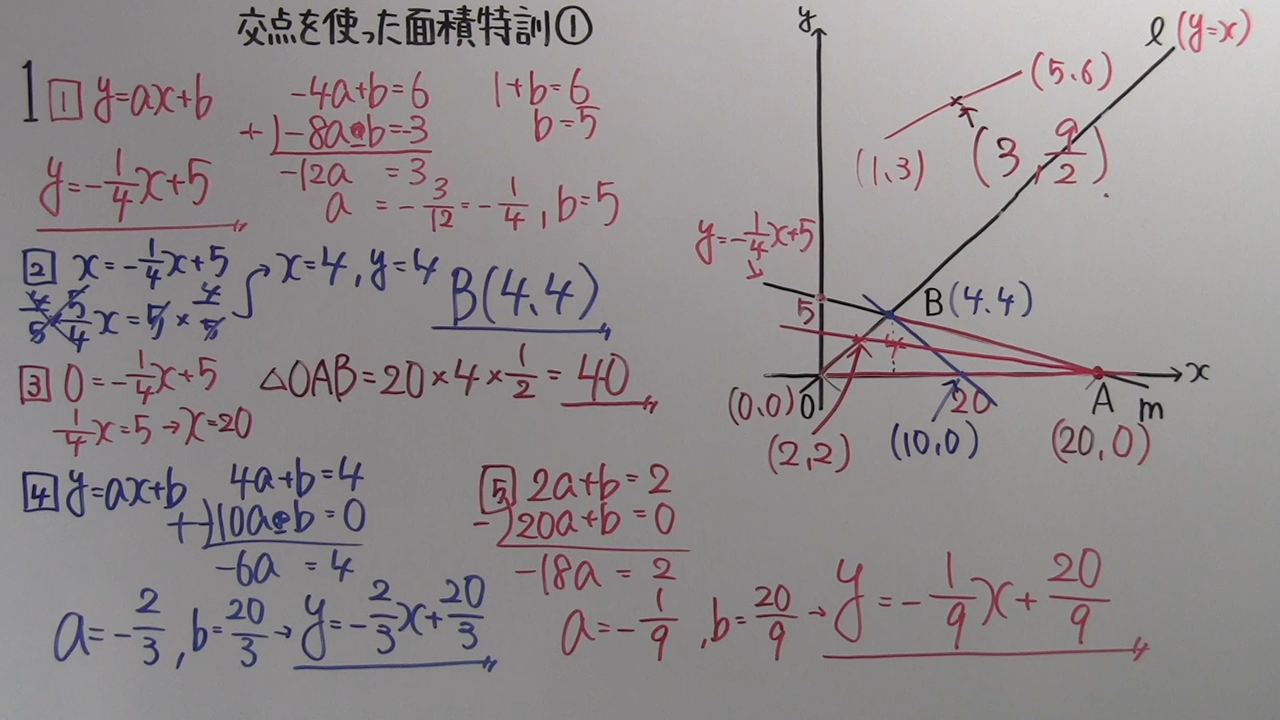 交点を使った面積特訓①
1 1 y=ax+b
-4a+b=6
+)-8a-b=-3
-12a =3
a =-3/12=-1/4, b=5
1+b=6
b=5
y=-1/4x+5
2 x=-1/4x+5
4/5×5/4x=5×4/5
x=4, y=4
B(4.4)
3 0=-1/4x+5
1/4x=5→x=20
△OAB=20×4×1/2=40
4 y=ax+b
4a+b=4
10a+b=0
-6a =4
a=-2/3, b=20/3→y=-2/3x+20/3
5 2a+b=2
-)20a+b=0
-18a=2
a=-1/9, b=20/9→y=-1/9x+20/9
y
ℓ(y=x)
(5.6)
(1,3)
(3, 9/2)
y=-1/4x+5
5
B(4.4)
4
x
(0.0)O
20
A
m
(2,2)
(10,0)
(20,0)